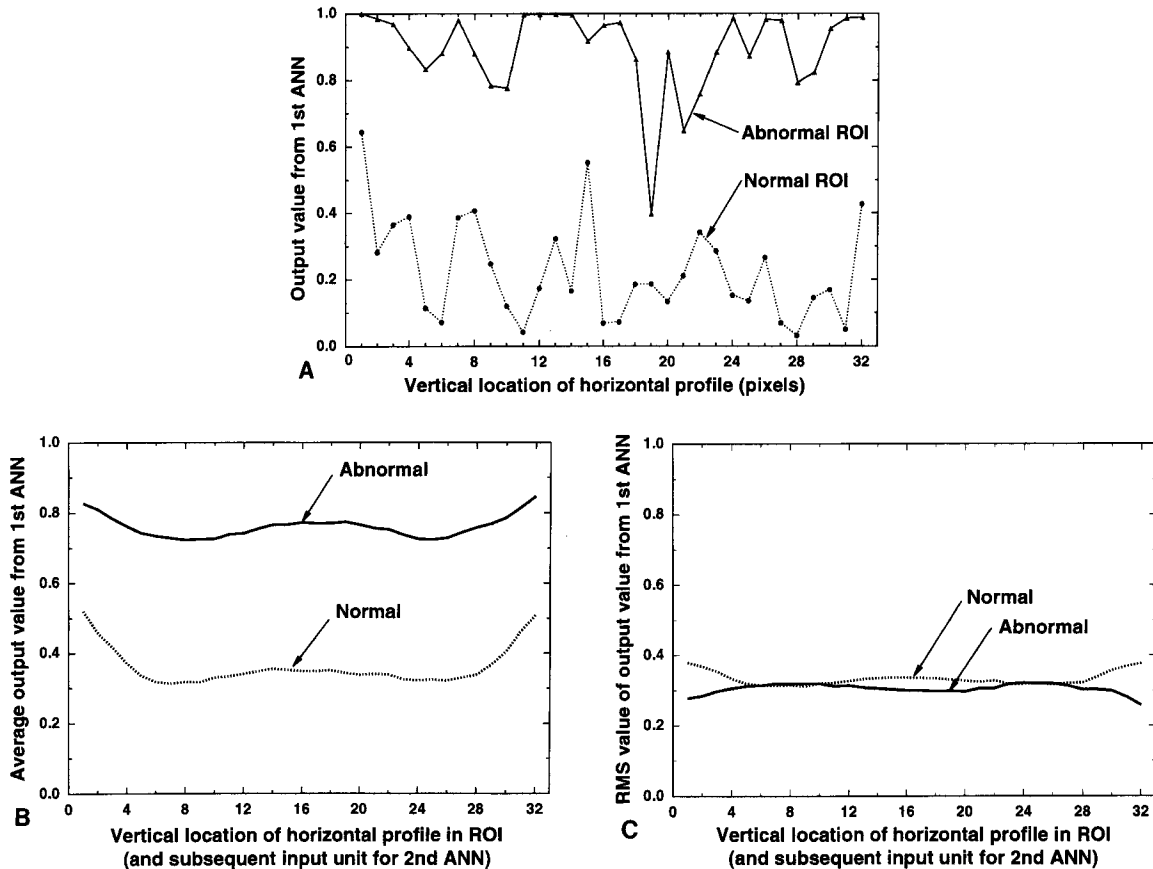 1.0
0.8
0.6
0.4
0.2
0.0
Output value from 1st ANN
Abnormal ROI
Normal ROI
0 4 8 12 16 20 24 28 32
A
Vertical location of horizontal profile (pixels)
1.0
0.8
0.6
0.4
0.2
0.0
Average output value from 1st ANN
Abnormal
Normal
0 4 8 12 16 20 24 28 32
B
Vertical location of horizontal profile in ROI
(and subsequent input unit for 2nd ANN)
1.0
0.8
0.6
0.4
0.2
0.0
RMS value of output value from 1st ANN
Normal
Abnormal
0 4 8 12 16 20 24 28 32
C
Vertical location of horizontal profile in ROI
(and subsequent input unit for 2nd ANN)